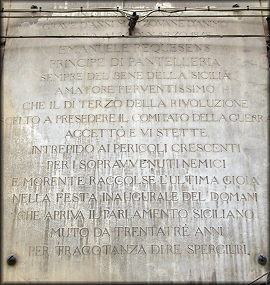 EMANUELE REQUESENS
PRINCIPE DI PANTELLERIA
SEMPRE DEL BENE DELLA SICILIA
AMATORE FERVENTISSIMO
CHE IL DI TERZO DELLA RIVOLUZIONE
ELETTO A PRESEDERE IL COMITATO DELLA GUERRA
ACCETTÒ E VI STETTE
INTREPIDO AI PERICOLI CRESCENTI
PER I SOPRAVVENUTI NEMICI
E MORENTE RACCOLSE L'ULTIMA GIOIA
NELLA FESTA INAUGURALE DEL DOMANI
CHE APRIVA IL PARLAMENTO SICILIANO
MUTO DA TRENTATRÈ ANNI
PER TRACOTANZA DI RE SPERGIURI